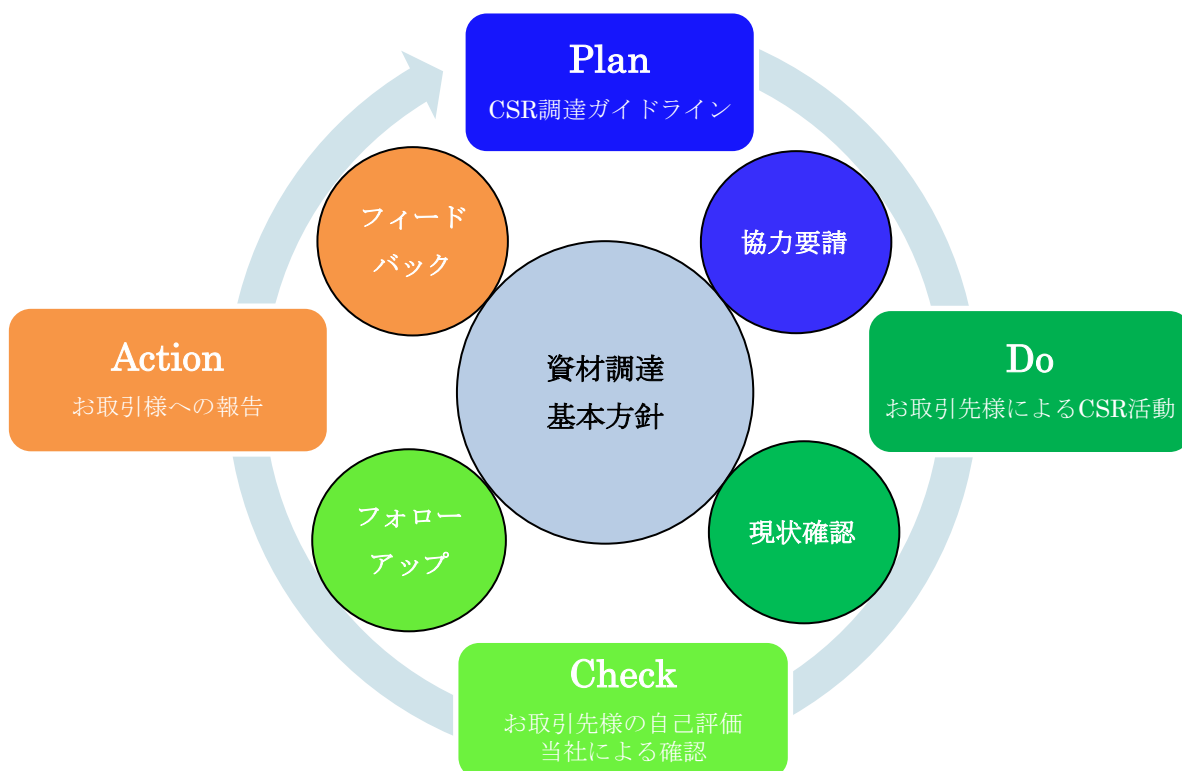 Plan
CSR調達ガイドライン
フィード
バック
協力要請
資材調達
基本方針
Action
お取引様への報告
Do
お取引先様によるCSR活動
フォロー
アップ
現状確認
Check
お取引先様の自己評価
当社による確認